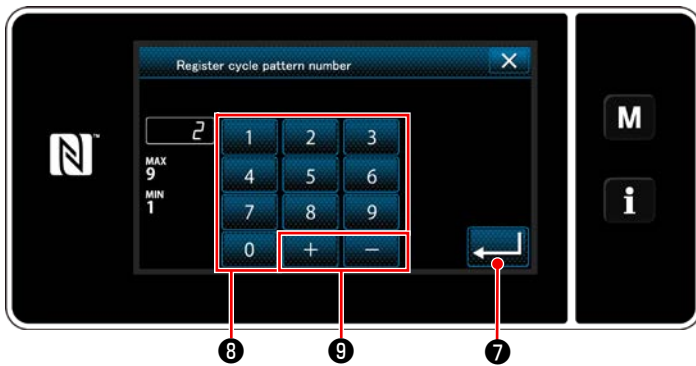 Register cycle pattern number
2
1 2 3
MAX
9
4 5 6
MIN
1
7 8 9
0 + −
M
i
N
™
❽ ❾ ❼